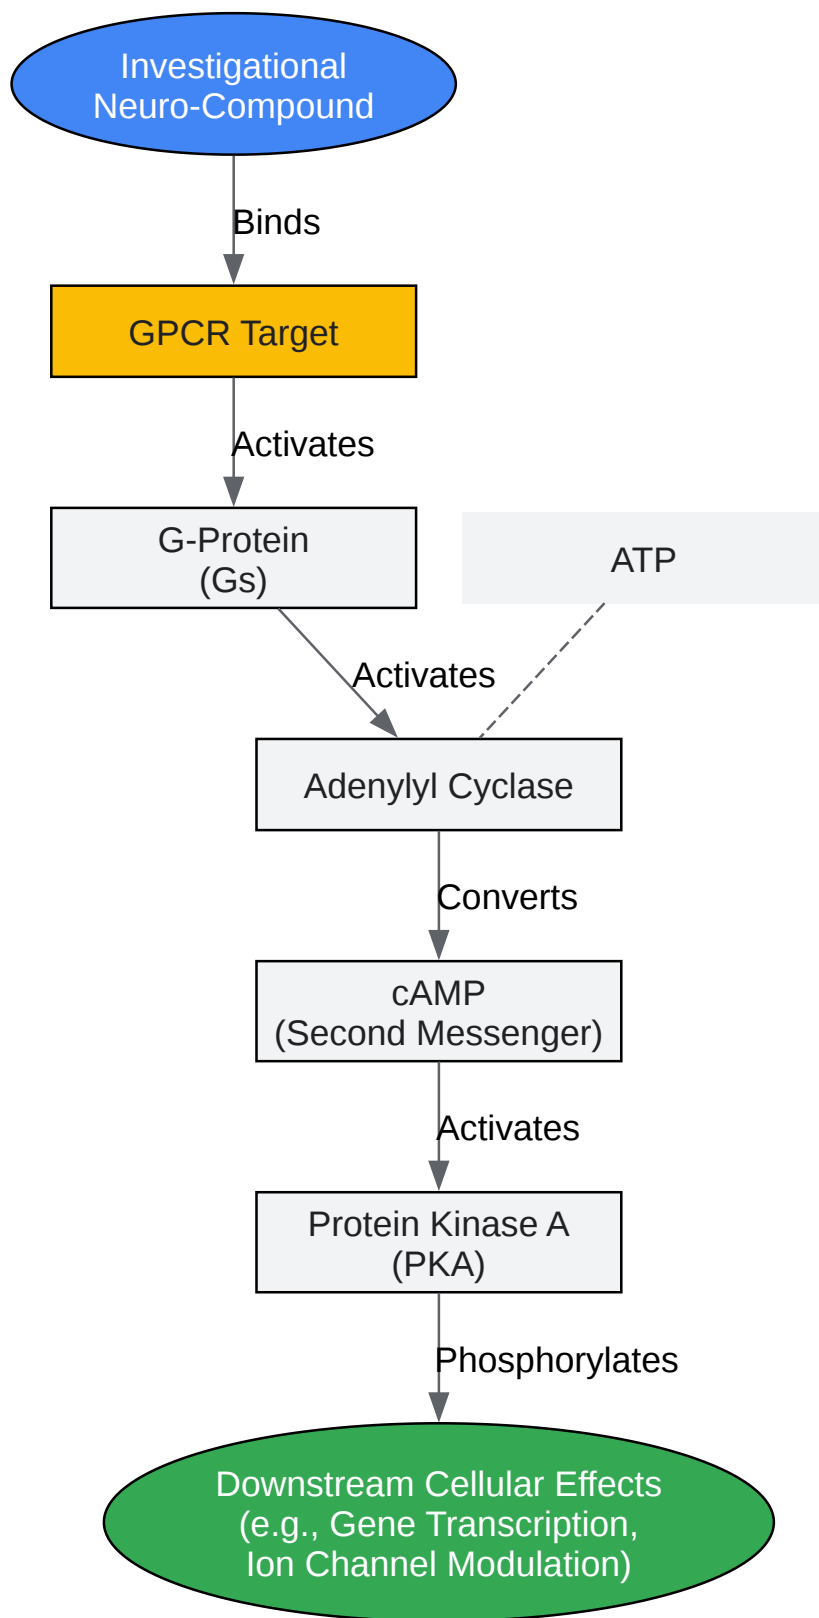 Investigational
Neuro-Compound
Binds
GPCR Target
Activates
G-Protein
(Gs)
ATP
Activates
Adenylyl Cyclase
Converts
cAMP
(Second Messenger)
Activates
Protein Kinase A
(PKA)
Phosphorylates
Downstream Cellular Effects
(e.g., Gene Transcription,
Ion Channel Modulation)